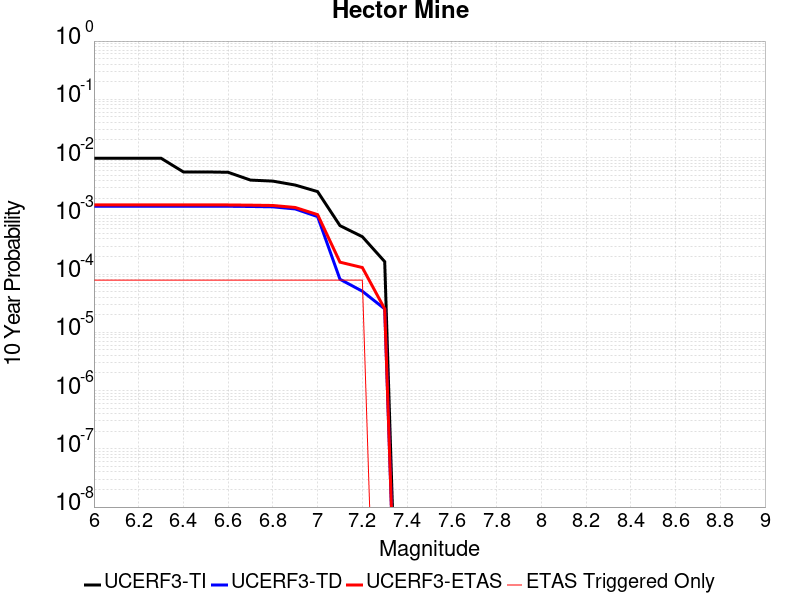 Hector Mine
10 Year Probability
10^0
10^-1
10^-2
10^-3
10^-4
10^-5
10^-6
10^-7
10^-8
6 6.2 6.4 6.6 6.8 7 7.2 7.4 7.6 7.8 8 8.2 8.4 8.6 8.8 9
Magnitude
UCERF3-TI UCERF3-TD UCERF3-ETAS ETAS Triggered Only